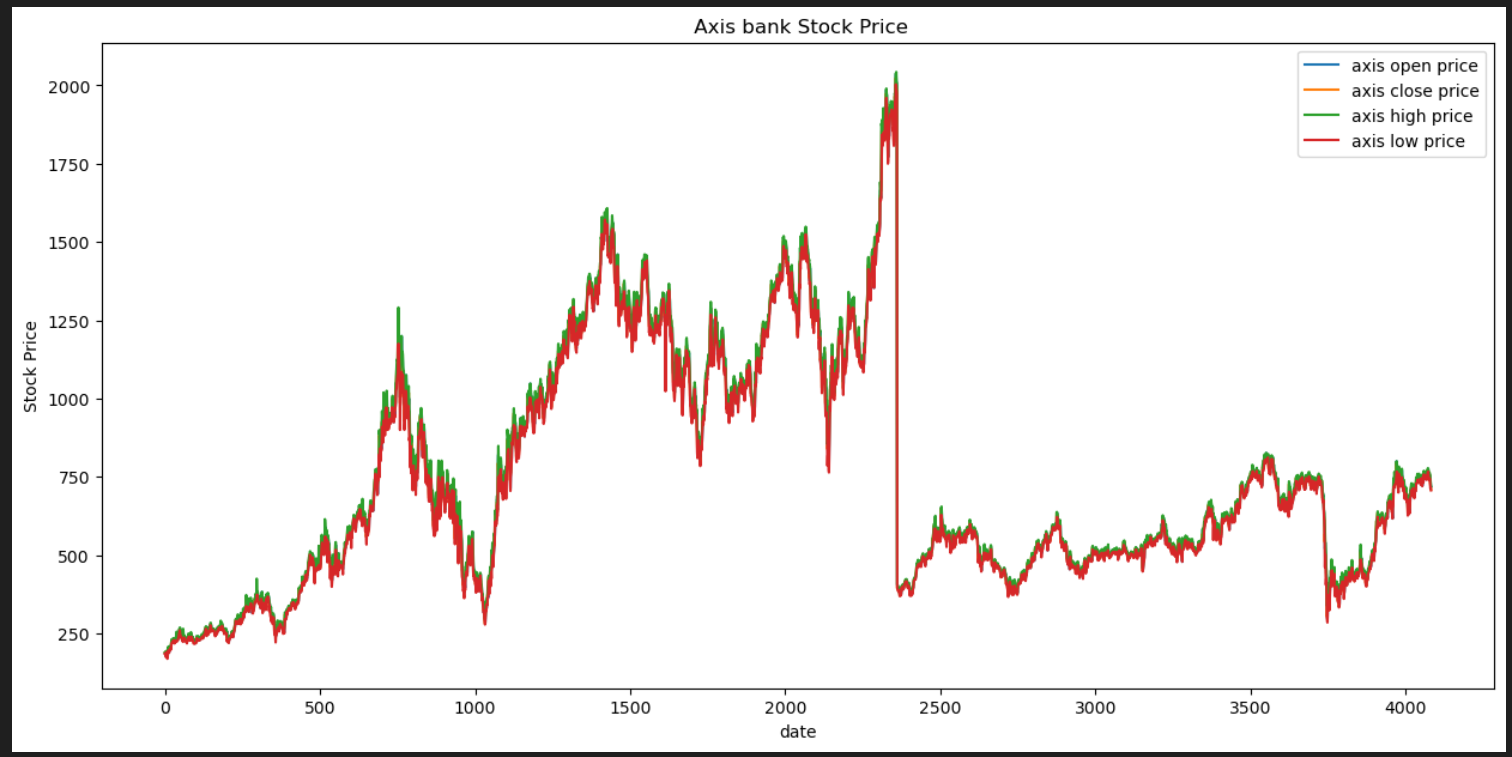 Axis bank Stock Price
axis open price
axis close price
axis high price
axis low price
2000
1750
1500
1250
1000
750
500
250
Stock Price
0 500 1000 1500 2000 2500 3000 3500 4000
date